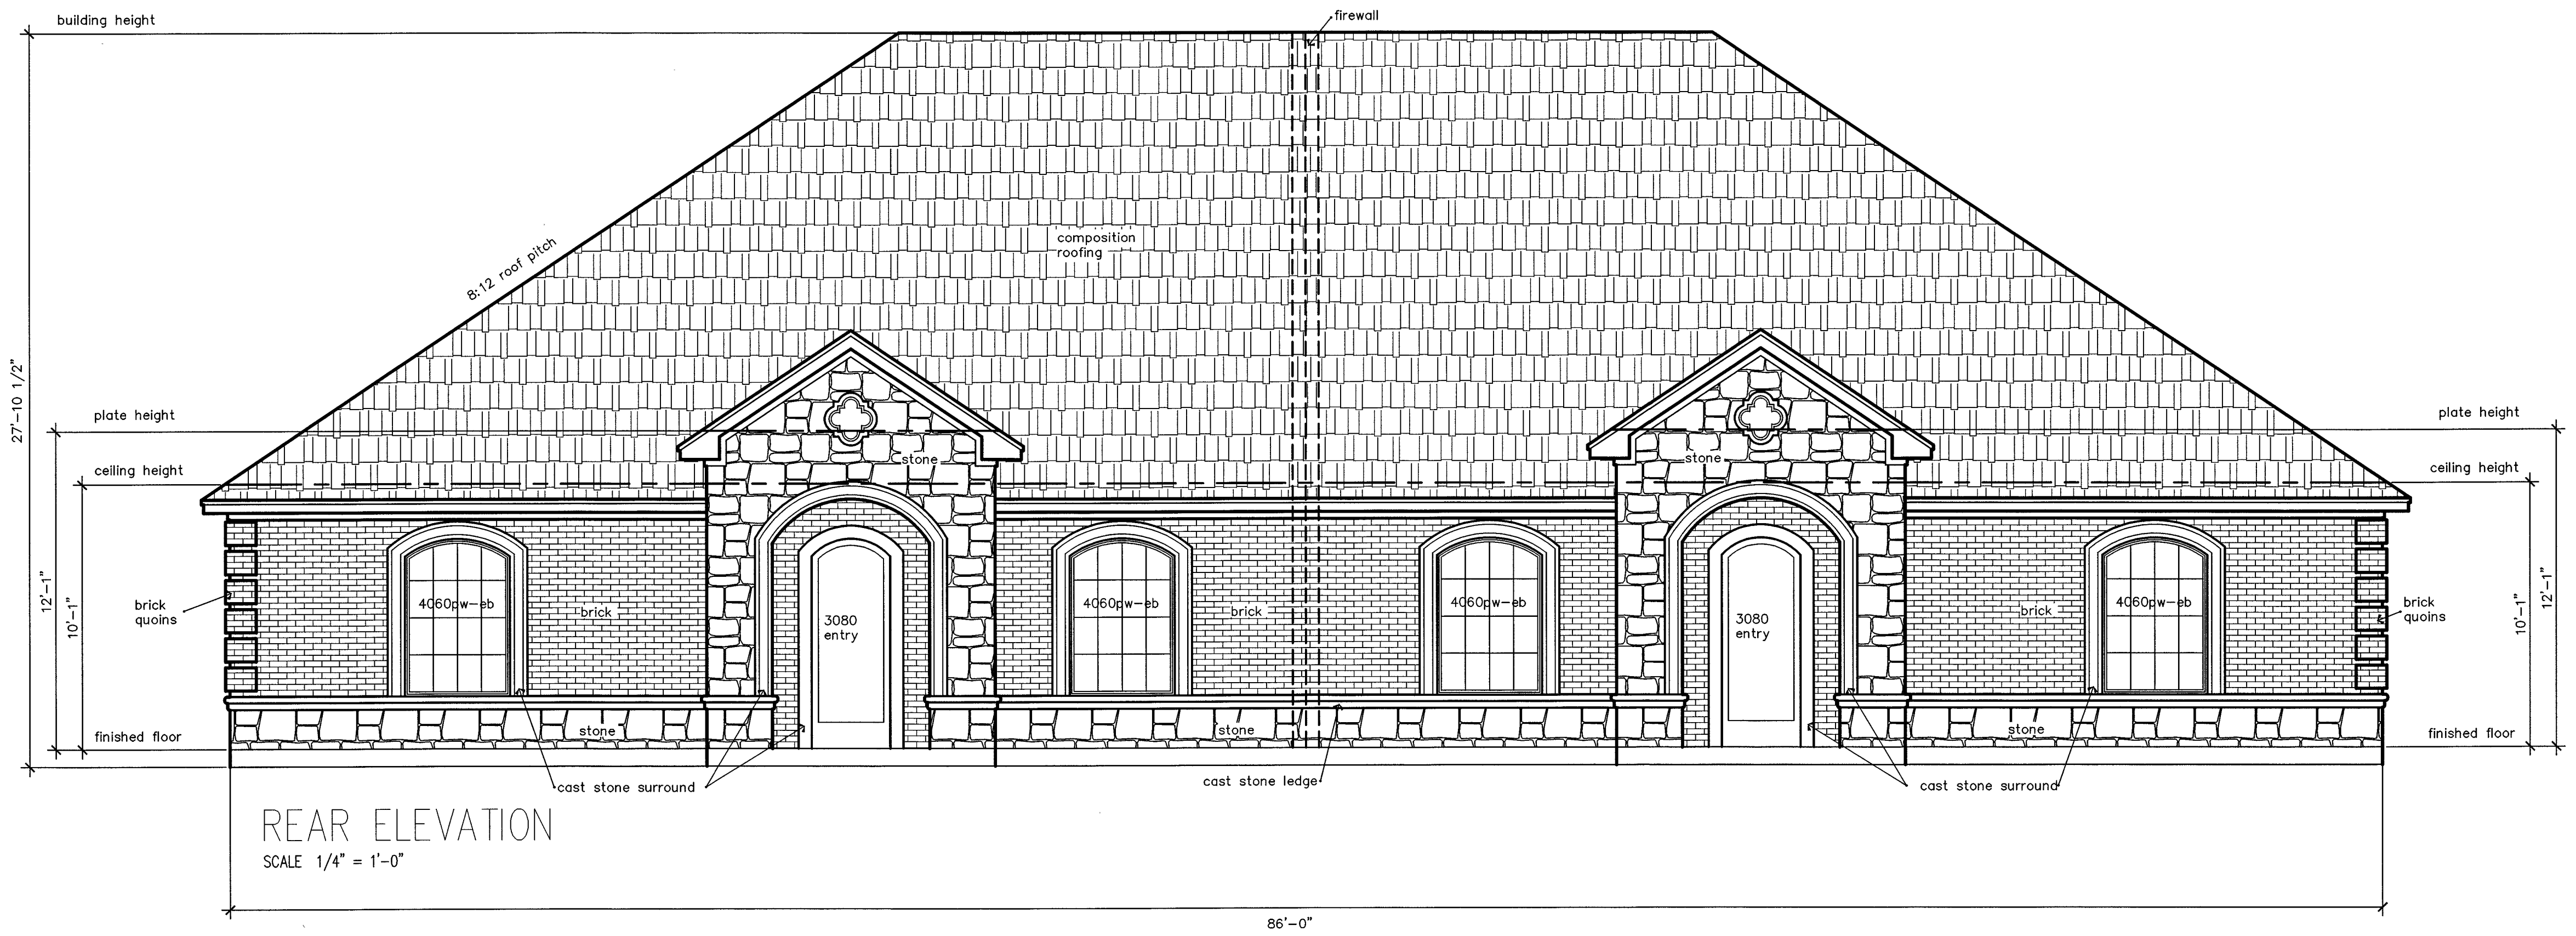 building height
firewall
composition
roofing
8:12 roof pitch
27'-10 1/2"
plate height
plate height
stone
stone
ceiling height
ceiling height
12'-1"
10'-1"
10'-1"
12'-1"
brick
quoins
4060pw-eb
brick
3080
entry
4060pw-eb
brick
4060pw-eb
3080
entry
brick
4060pw-eb
brick
quoins
finished floor
stone
stone
stone
finished floor
cast stone surround
cast stone ledge
cast stone surround
REAR ELEVATION
SCALE 1/4" = 1'-0"
86'-0"